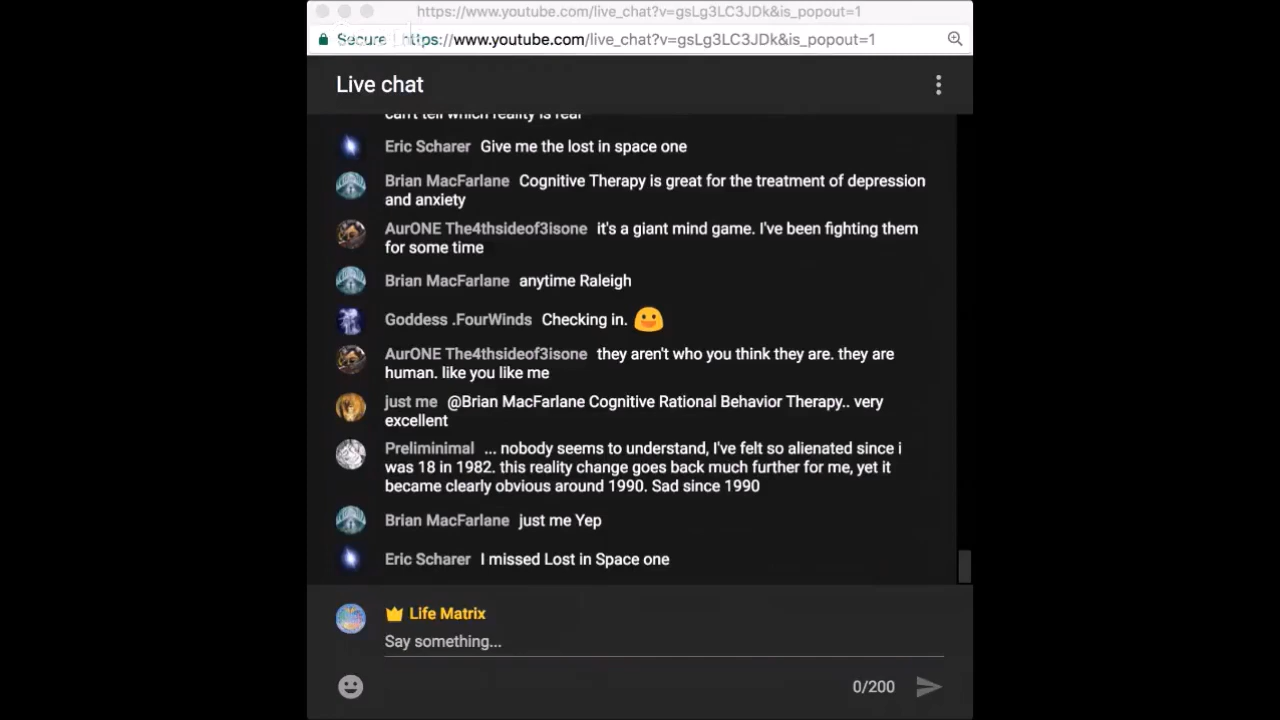 https://www.youtube.com/live_chat?v=gsLg3LC3JDk&is_popout=1
Secure https://www.youtube.com/live_chat?v=gsLg3LC3JDk&is_popout=1
Live chat
can't tell which reality is real
Eric Scharer Give me the lost in space one
Brian MacFarlane Cognitive Therapy is great for the treatment of depression
and anxiety
AurONE The4thsideof3isone it's a giant mind game. I've been fighting them
for some time
Brian MacFarlane anytime Raleigh
Goddess .FourWinds Checking in.
AurONE The4thsideof3isone they aren't who you think they are. they are
human. like you like me
just me @Brian MacFarlane Cognitive Rational Behavior Therapy.. very
excellent
Preliminimal ... nobody seems to understand, I've felt so alienated since i
was 18 in 1982. this reality change goes back much further for me, yet it
became clearly obvious around 1990. Sad since 1990
Brian MacFarlane just me Yep
Eric Scharer I missed Lost in Space one
Life Matrix
Say something...
0/200